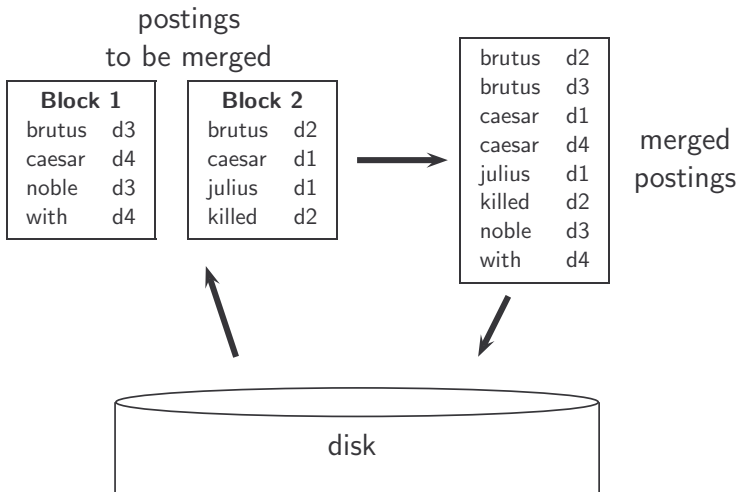 postings
to be merged
Block 1
brutus d3
caesar d4
noble d3
with d4
Block 2
brutus d2
caesar d1
julius d1
killed d2
brutus d2
brutus d3
caesar d1
caesar d4
julius d1
killed d2
noble d3
with d4
merged
postings
disk